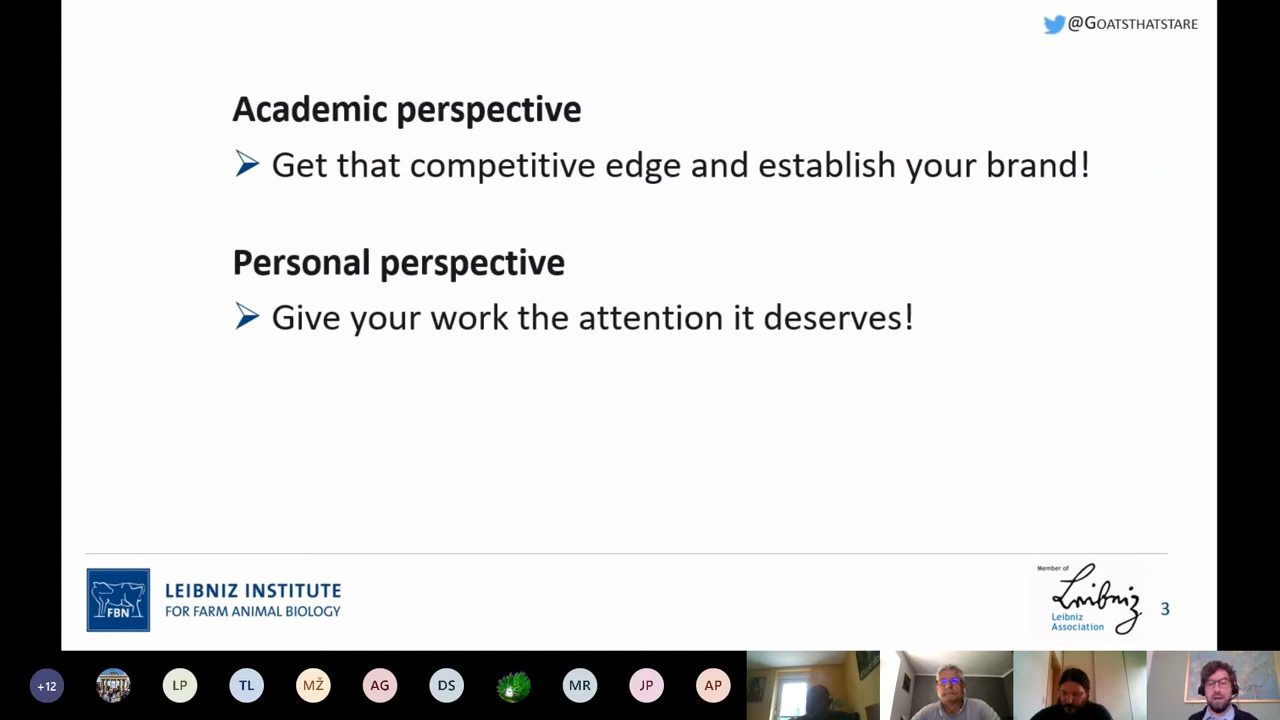 @GOATSTHATSTARE
Academic perspective
Get that competitive edge and establish your brand!
Personal perspective
Give your work the attention it deserves!
FBN
LEIBNIZ INSTITUTE
FOR FARM ANIMAL BIOLOGY
Member of
Leibniz
Leibniz
Association
3
+12
LP
TL
MŽ
AG
DS
MR
JP
AP